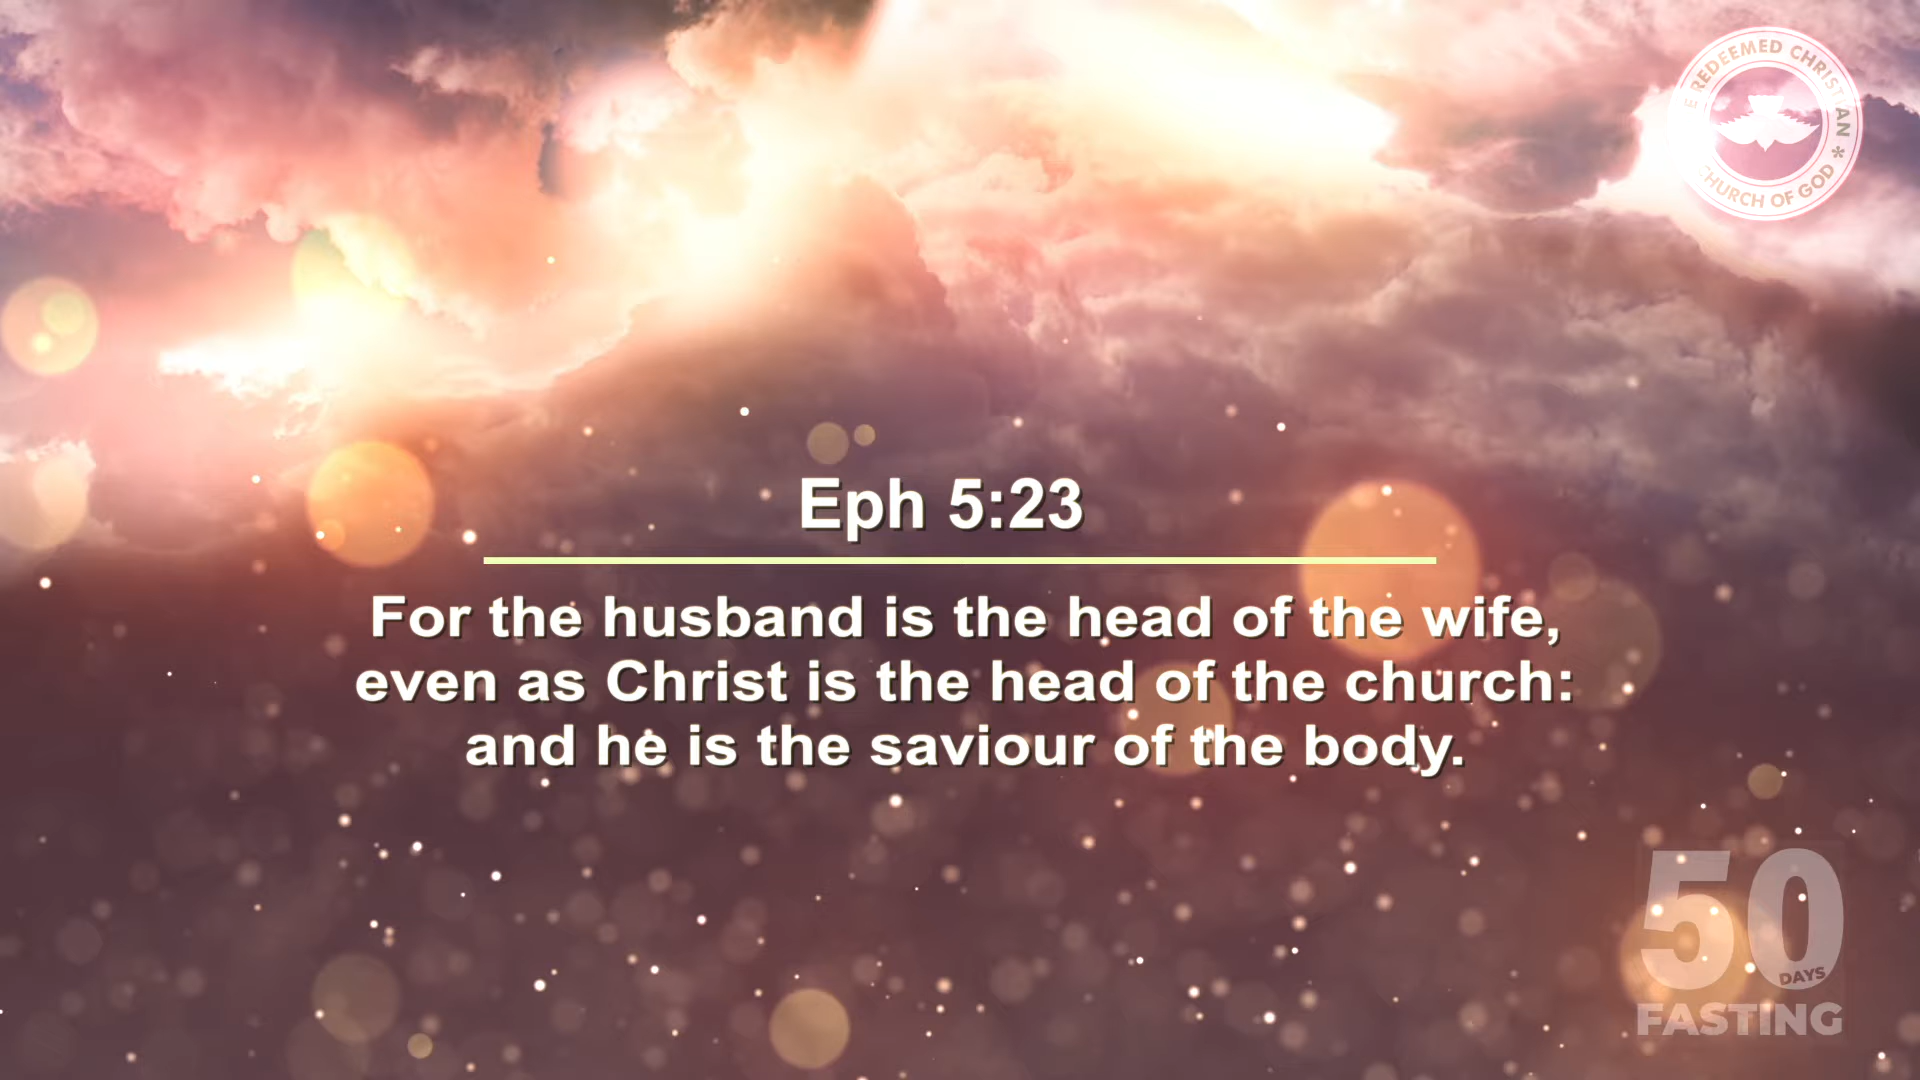 E REDEEMED CHRISTIAN
CHURCH OF GOD
Eph 5:23
For the husband is the head of the wife,
even as Christ is the head of the church:
and he is the saviour of the body.
50
DAYS
FASTING